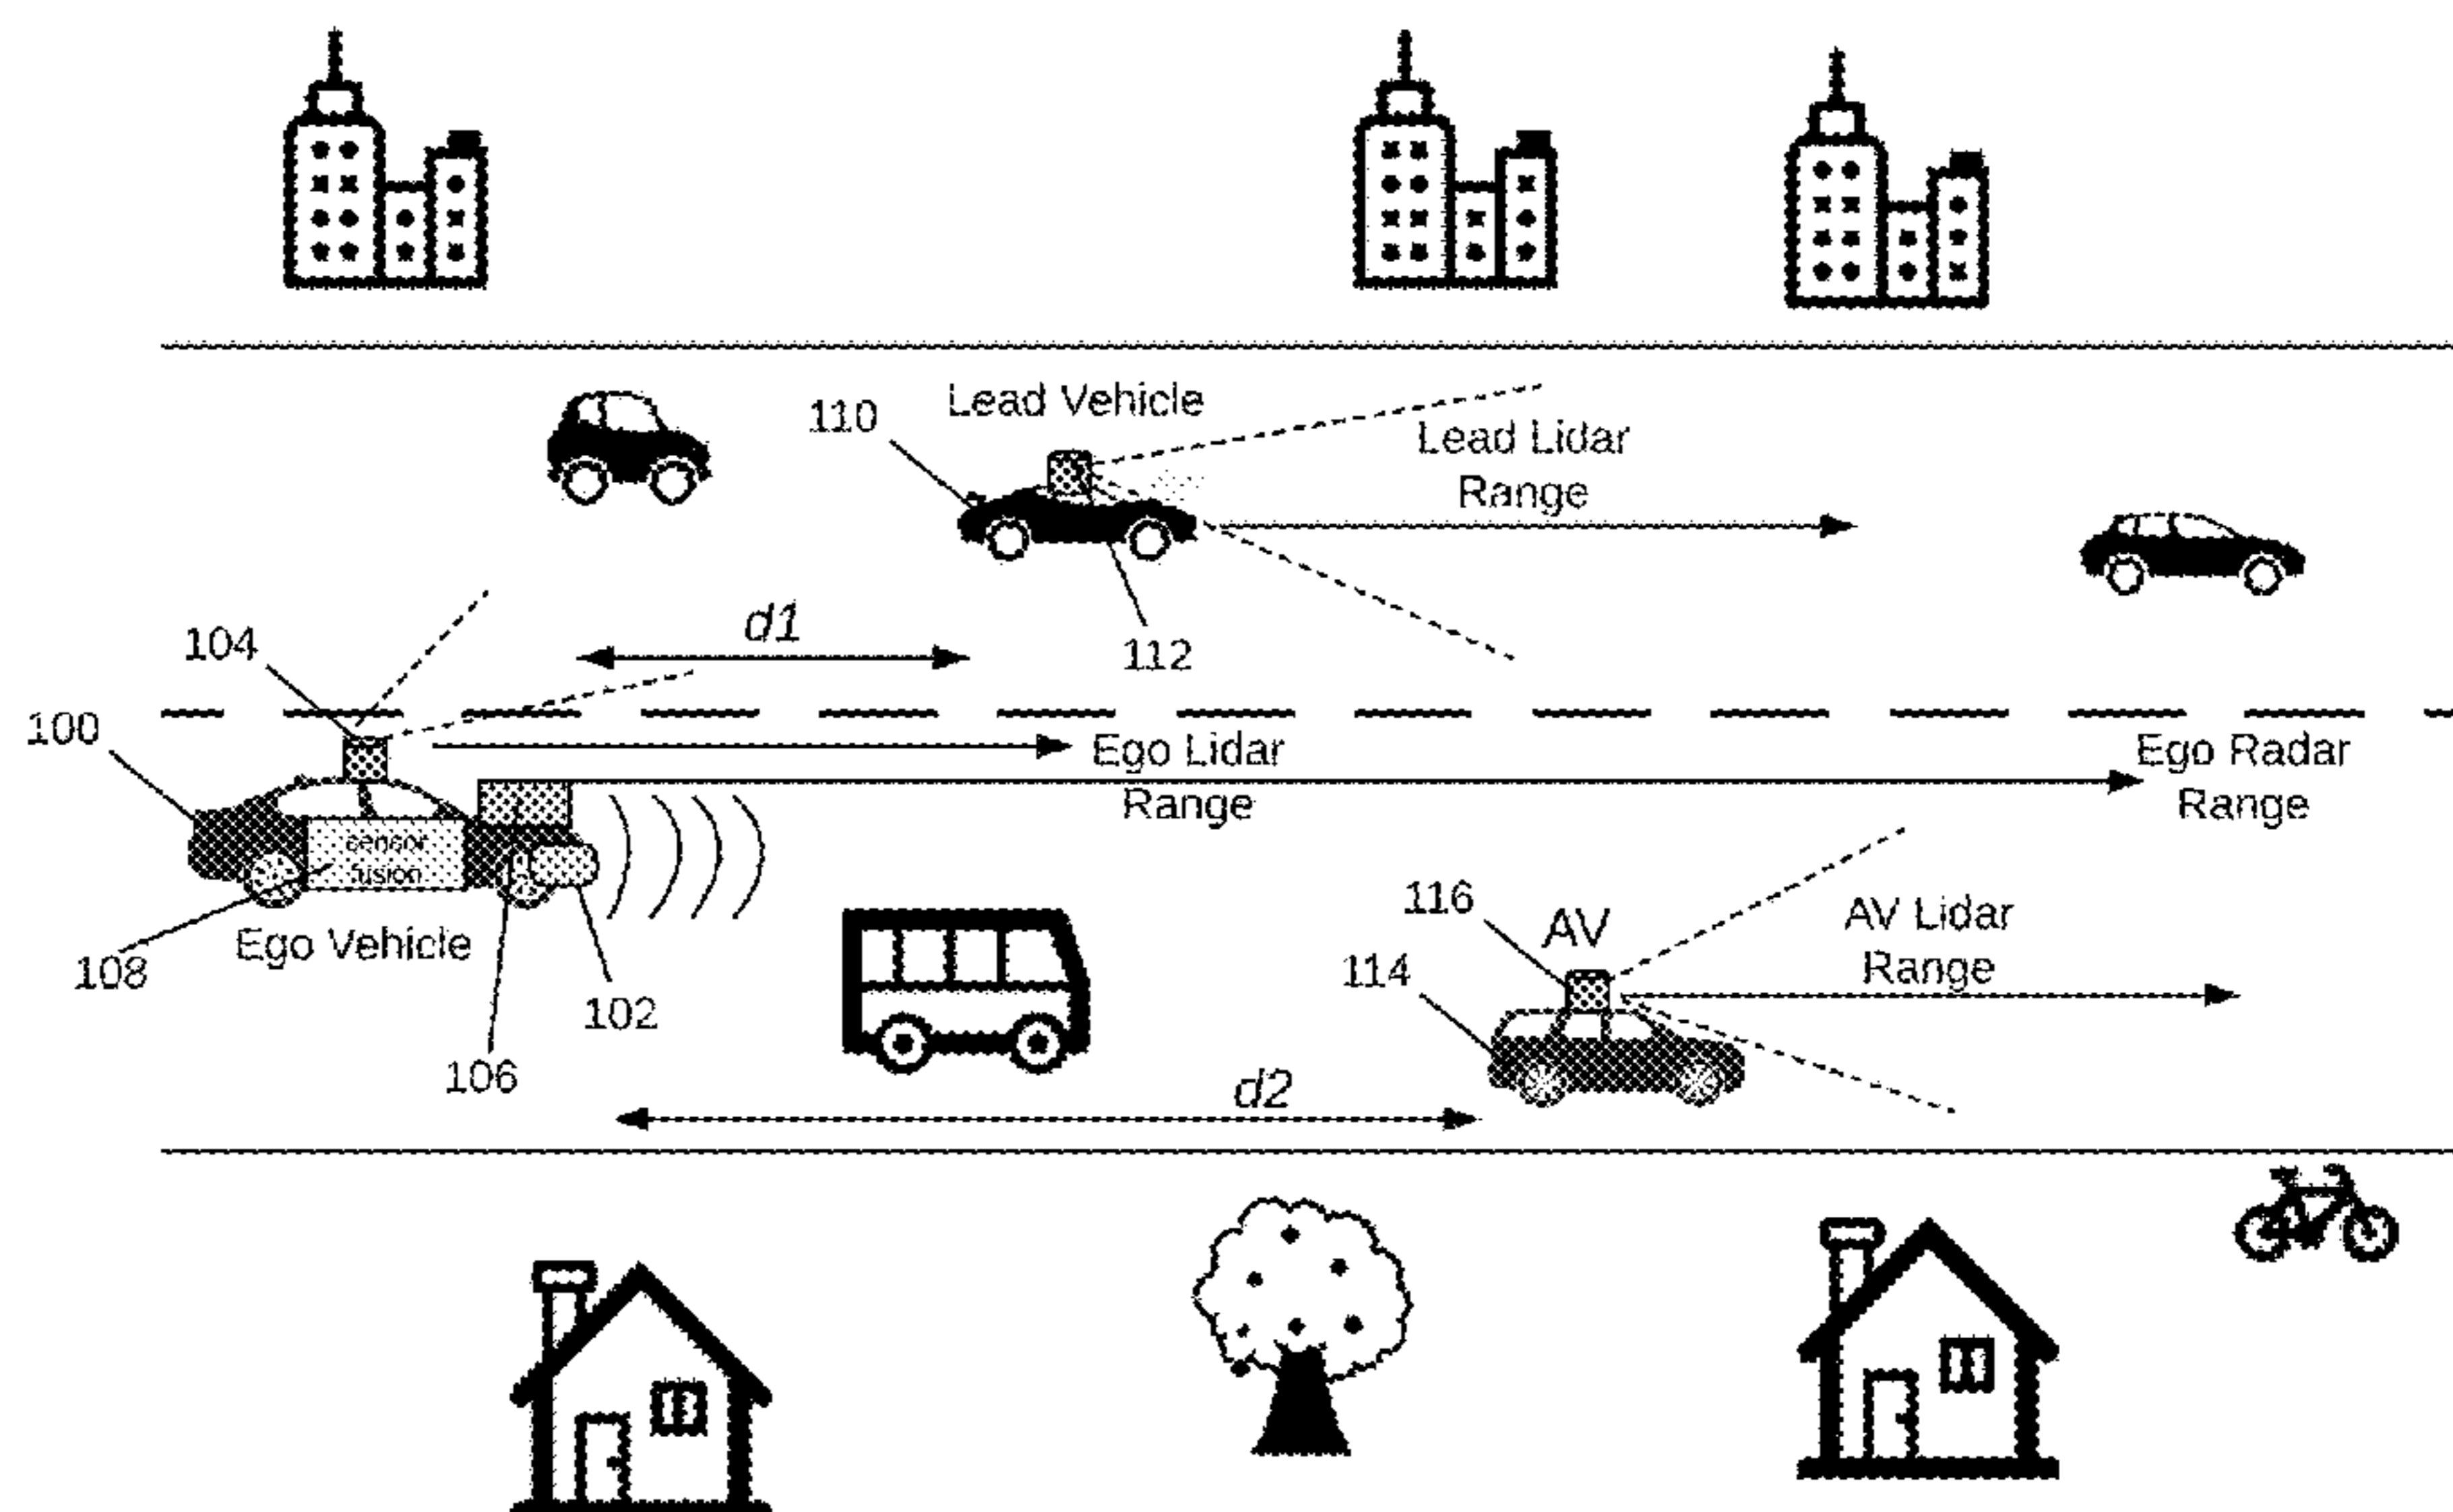 Lead Vehicle
110
Lead Lidar
Range
d1
112
104
100
Ego Lidar
Range
Ego Radar
Range
sensor
fusion
Ego Vehicle
108
102
106
116
AV
AV Lidar
Range
114
d2